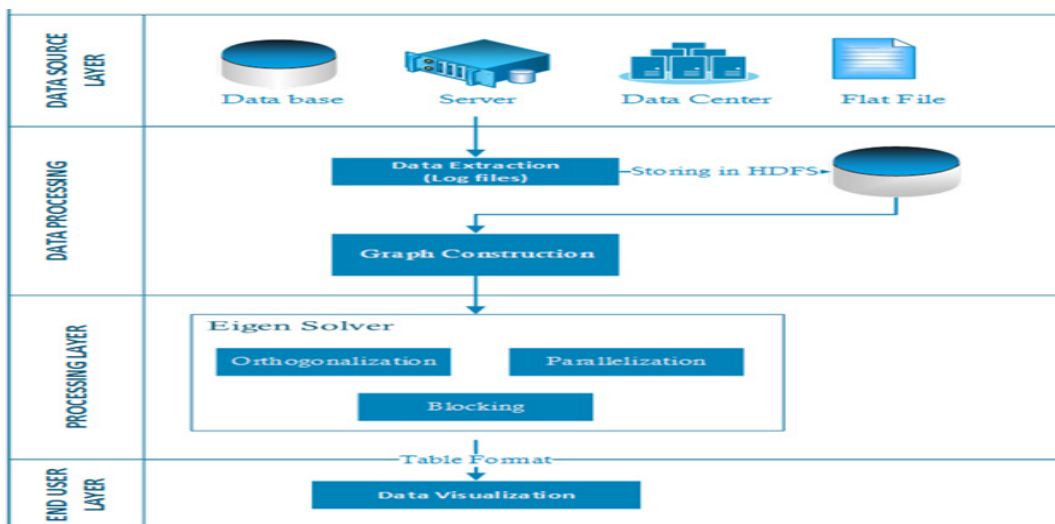 DATA SOURCE
LAYER
Data base
Server
Data Center
Flat File
DATA PROCESSING
Data Extraction
(Log files)
Storing in HDFS
Graph Construction
PROCESSING LAYER
Eigen Solver
Orthogonalization
Parallelization
Blocking
Table Format
END USER
LAYER
Data Visualization